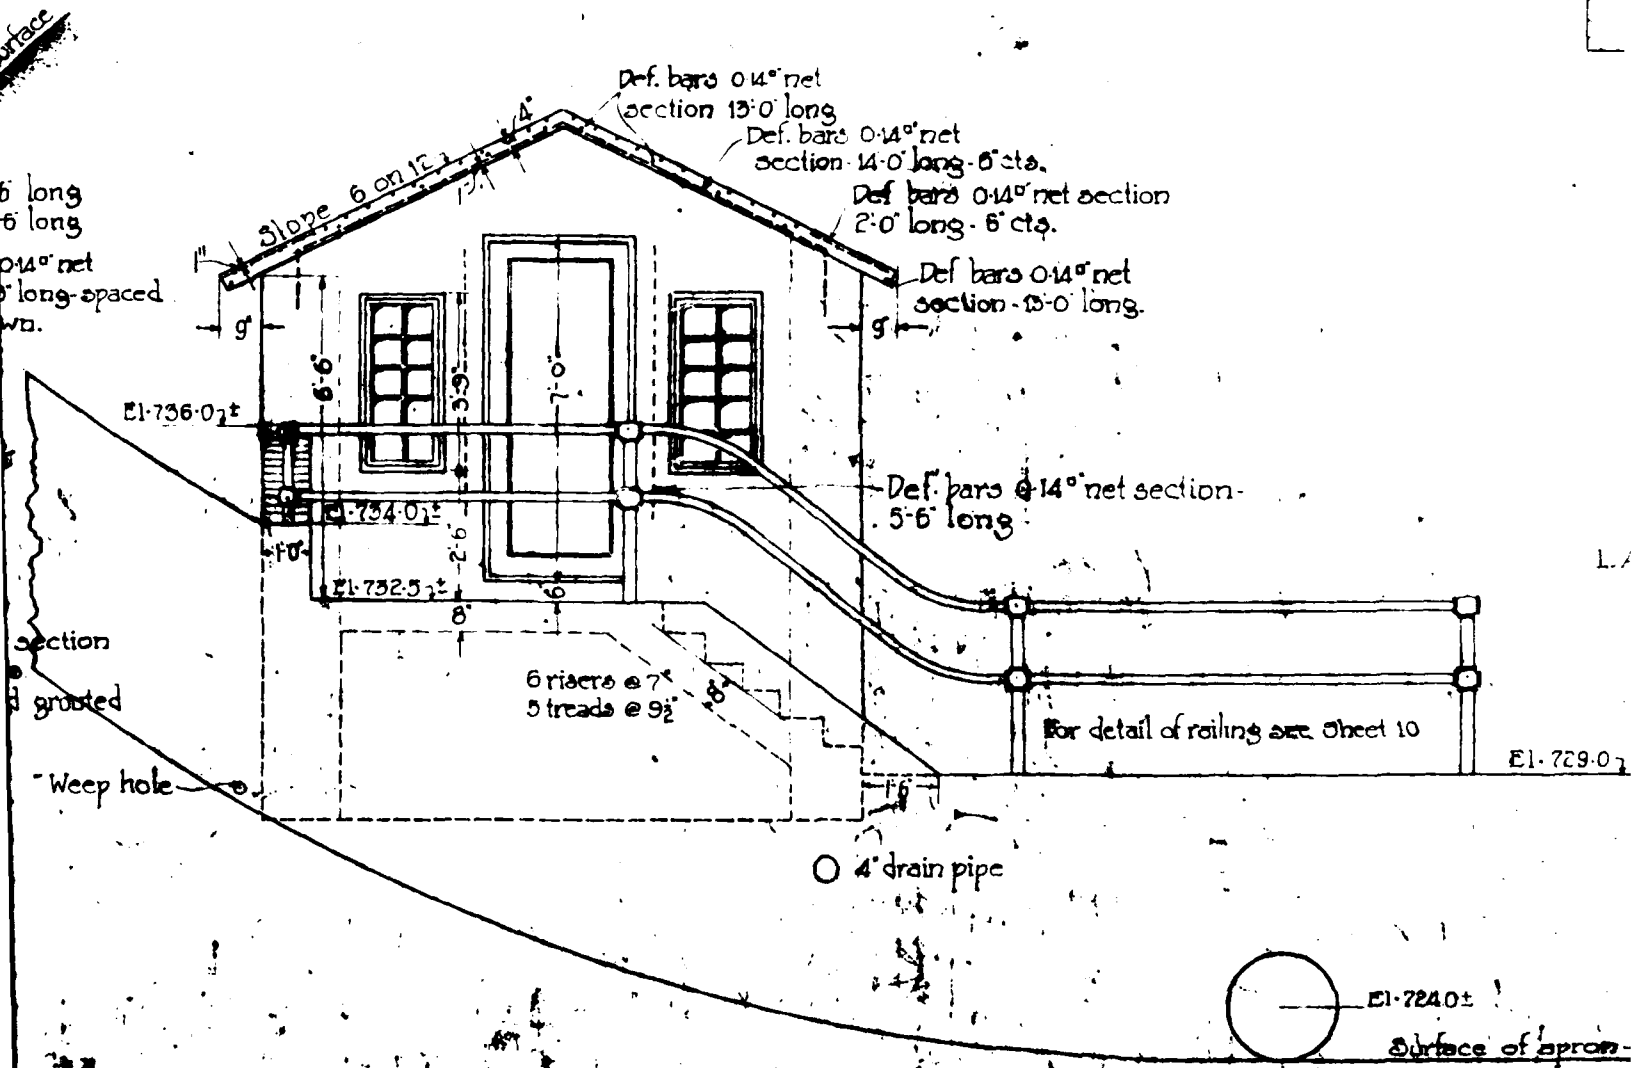 surface
Def. bars 0.14□" net
section 13'-0" long
4"
Def. bars 0.14□" net
section - 14'-0" long - 6" cts.
Def bars 0.14□" net section
2'-0" long - 6" cts.
Slope 6 on 12
1"
6" long
6" long
0.14□" net
long - spaced
wn.
Def bars 0.14□" net
section - 13'-0" long.
9"
9"
6'-6"
3'-9"
7'-0"
El. 736.0 ±
Def. bars 0.14□" net section -
5'-6" long
El. 734.0 ±
1'-0"
2'-6"
El. 732.5 ±
6"
8"
section
grouted
6 risers @ 7"
5 treads @ 9½"
8"
For detail of railing see Sheet 10
El. 729.0
Weep hole
1'-6"
4" drain pipe
El. 724.0 ±
Surface of apron -